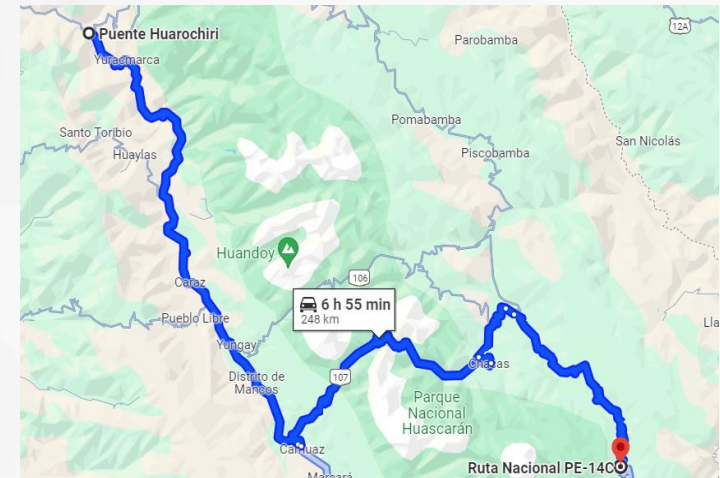 12A
Puente Huarochiri
Parobamba
Yuracmarca
Pomabamba
Santo Toribio
San Nicolás
Huaylas
Piscobamba
Huandoy
106
Caraz
6 h 55 min
248 km
Pueblo Libre
Lla
Yungay
Chacas
Distrito de
Mancos
107
Parque
Nacional
Huascarán
Carhuaz
Ruta Nacional PE-14C
Marcará